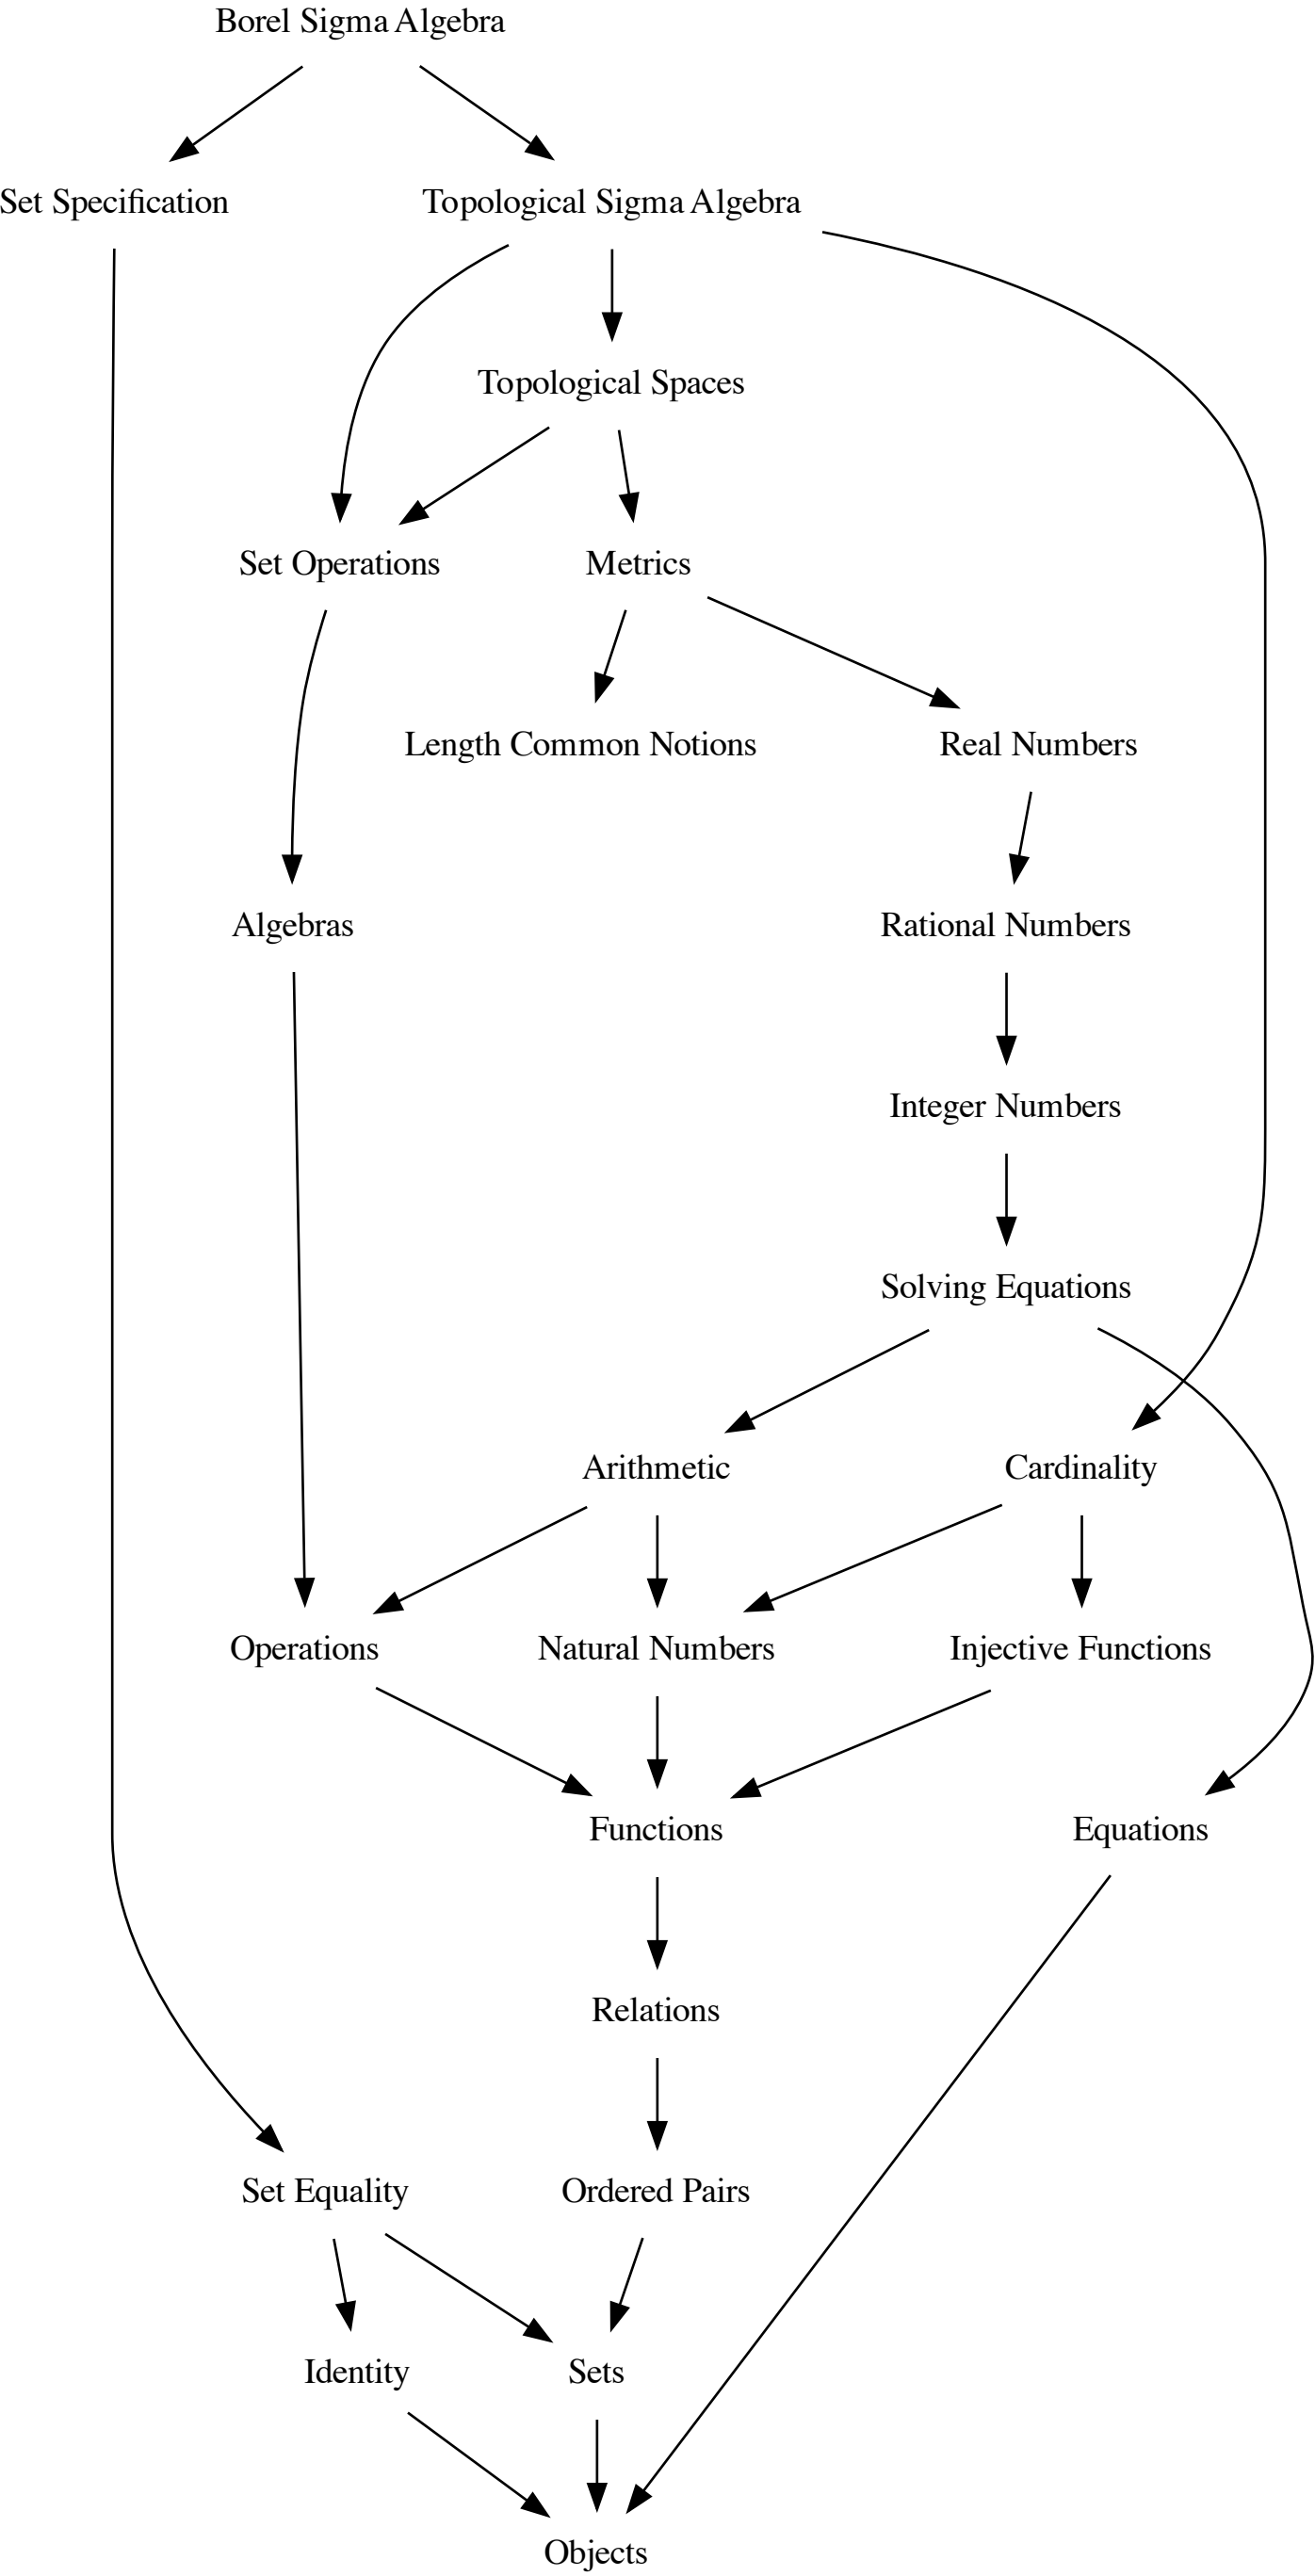 Borel Sigma Algebra
Set Specification
Topological Sigma Algebra
Topological Spaces
Set Operations
Metrics
Length Common Notions
Real Numbers
Algebras
Rational Numbers
Integer Numbers
Solving Equations
Arithmetic
Cardinality
Operations
Natural Numbers
Injective Functions
Functions
Equations
Relations
Set Equality
Ordered Pairs
Identity
Sets
Objects